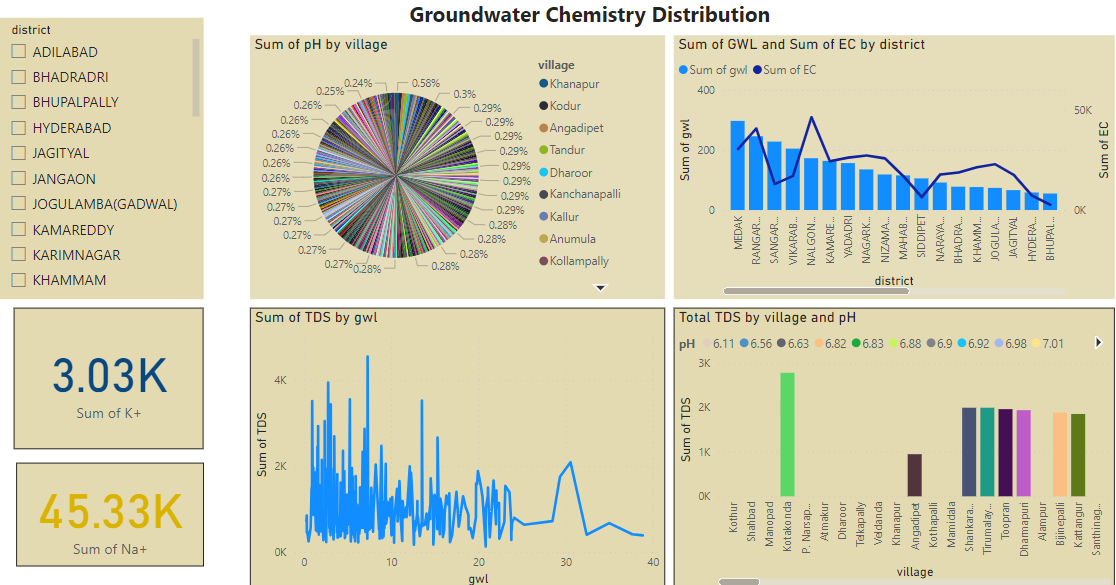 Groundwater Chemistry Distribution
district
ADILABAD
BHADRADRI
BHUPALPALLY
HYDERABAD
JAGITYAL
JANGAON
JOGULAMBA(GADWAL)
KAMAREDDY
KARIMNAGAR
KHAMMAM
3.03K
Sum of K+
45.33K
Sum of Na+
Sum of pH by village
0.24%
0.25%
0.26%
0.26%
0.26%
0.26%
0.26%
0.26%
0.27%
0.27%
0.27%
0.27%
0.27%
0.28%
0.58%
0.3%
0.29%
0.29%
0.29%
0.29%
0.29%
0.29%
0.29%
0.29%
0.28%
0.28%
0.28%
0.28%
village
Khanapur
Kodur
Angadipet
Tandur
Dharoor
Kanchanapalli
Kallur
Anumula
Kollampally
Sum of GWL and Sum of EC by district
Sum of gwl Sum of EC
400
200
0
Sum of gwl
50K
0K
Sum of EC
MEDAK
RANGAR...
SANGAR...
VIKARAB...
NALGON...
KAMARE...
YADADRI
NAGARK...
NIZAMA...
MAHAB...
SIDDIPET
NARAYA...
BHADRA...
KHAMM...
JOGULA...
JAGITYAL
HYDERA...
BHUPAL...
district
Sum of TDS by gwl
4K
2K
0K
Sum of TDS
0 10 20 30 40
gwl
Total TDS by village and pH
pH 6.11 6.56 6.63 6.82 6.83 6.88 6.9 6.92 6.98 7.01
3K
2K
1K
0K
Sum of TDS
Kothur
Shahbad
Manopad
Kotakonda
P. Narsap...
Atmakur
Dharoor
Telkapally
Veldanda
Khanapur
Angadipet
Kothapalli
Mamidala
Shankara...
Tirumalay...
Toopran
Dhamapuri
Alampur
Bijinepalli
Kattangur
Santhinag...
village